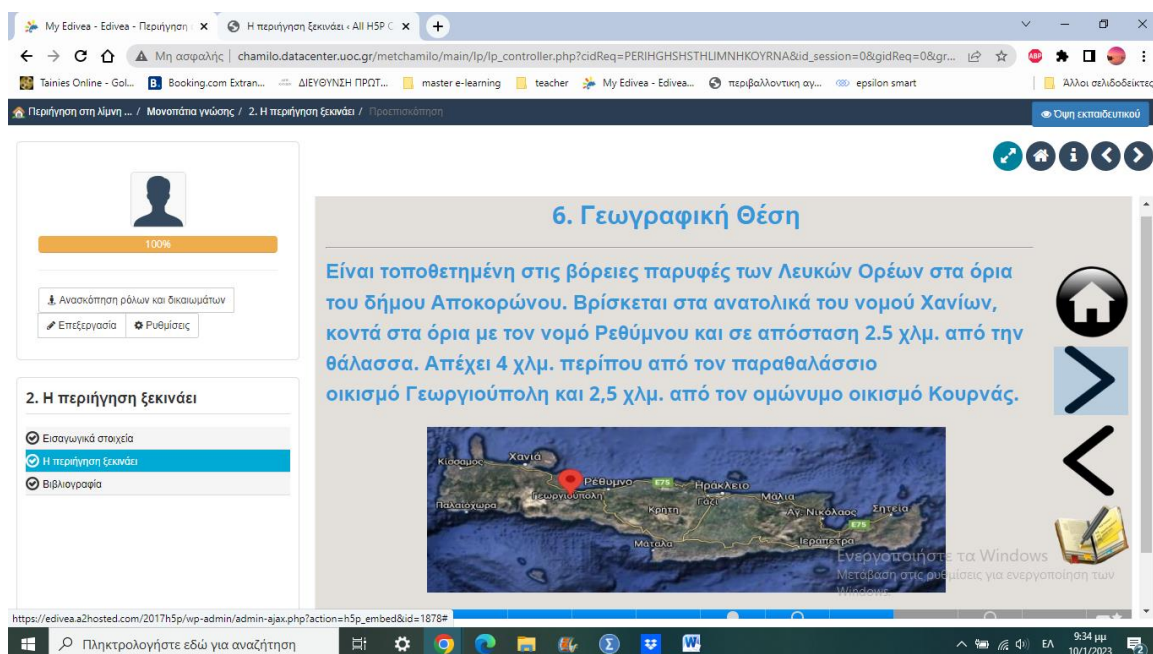 My Edivea - Edivea - Περιήγηση
Η περιήγηση ξεκινάει ‹ All H5P C
Μη ασφαλής | chamilo.datacenter.uoc.gr/metchamilo/main/lp/lp_controller.php?cidReq=PERIHGHSHSTHLIMNHKOYRNA&id_session=0&gidReq=0&gr...
Tainies Online - Gol... Booking.com Extran... ΔΙΕΥΘΥΝΣΗ ΠΡΩΤ... master e-learning teacher My Edivea - Edivea... περιβαλλοντικη αγ... epsilon smart Άλλοι σελιδοδείκτες
Περιήγηση στη λίμνη ... / Μονοπάτια γνώσης / 2. Η περιήγηση ξεκινάει / Προεπισκόπηση
Όψη εκπαιδευτικού
100%
Ανασκόπηση ρόλων και δικαιωμάτων
Επεξεργασία Ρυθμίσεις
2. Η περιήγηση ξεκινάει
Εισαγωγικά στοιχεία
Η περιήγηση ξεκινάει
Βιβλιογραφία
6. Γεωγραφική Θέση
Είναι τοποθετημένη στις βόρειες παρυφές των Λευκών Ορέων στα όρια
του δήμου Αποκορώνου. Βρίσκεται στα ανατολικά του νομού Χανίων,
κοντά στα όρια με τον νομό Ρεθύμνου και σε απόσταση 2.5 χλμ. από την
θάλασσα. Απέχει 4 χλμ. περίπου από τον παραθαλάσσιο
οικισμό Γεωργιούπολη και 2,5 χλμ. από τον ομώνυμο οικισμό Κουρνάς.
Κίσσαμος Χανιά
Ρέθυμνο E75 Ηράκλειο
Γεωργιούπολη Γάζι Μάλια
Παλαιόχωρα Κρήτη Αγ. Νικόλαος Σητεία
E75
Μάταλα Ιεράπετρα
Ενεργοποιήστε τα Windows
Μετάβαση στις ρυθμίσεις για ενεργοποίηση των
Windows.
https://edivea.a2hosted.com/2017h5p/wp-admin/admin-ajax.php?action=h5p_embed&id=1878#
Πληκτρολογήστε εδώ για αναζήτηση
ΕΛ
9:34 μμ
10/1/2023